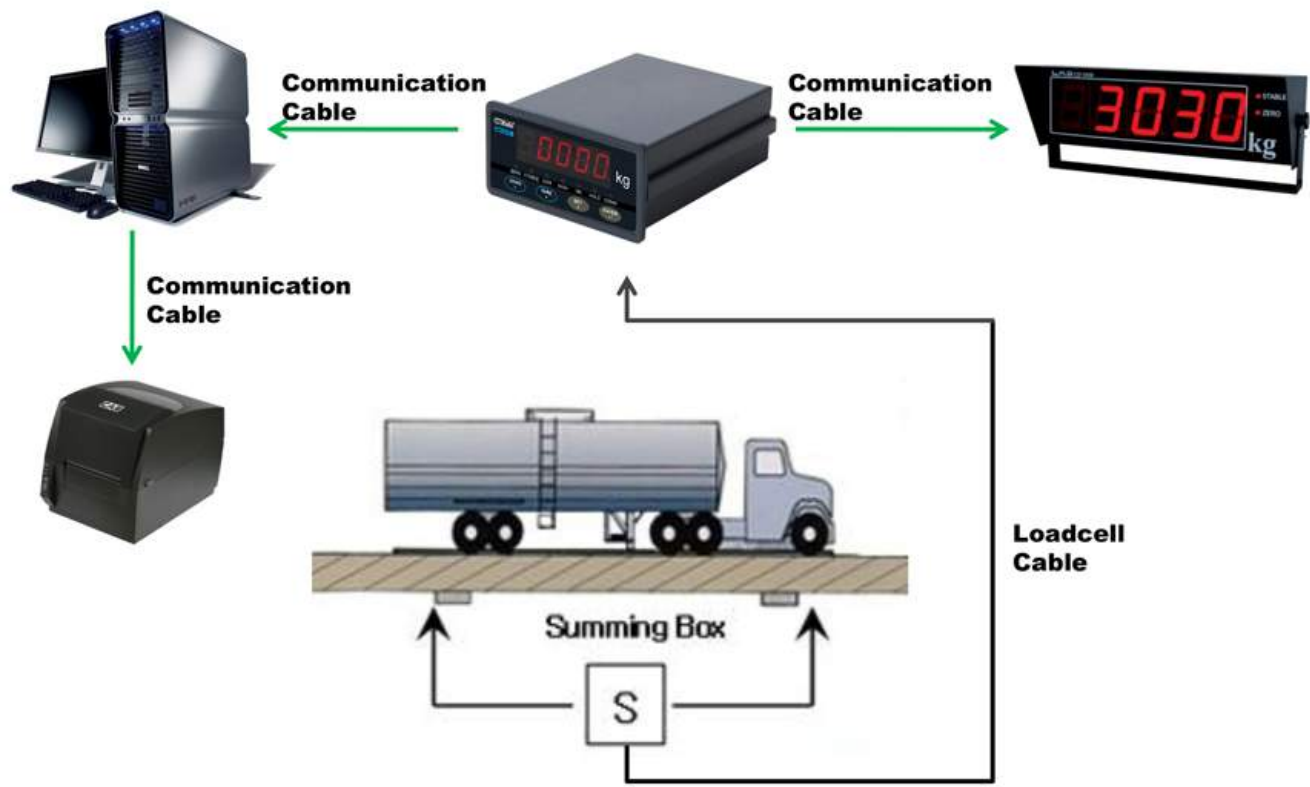 Communication
Cable
Communication
Cable
0000
kg
3030
kg
STABLE
ZERO
Communication
Cable
Loadcell
Cable
Summing Box
S